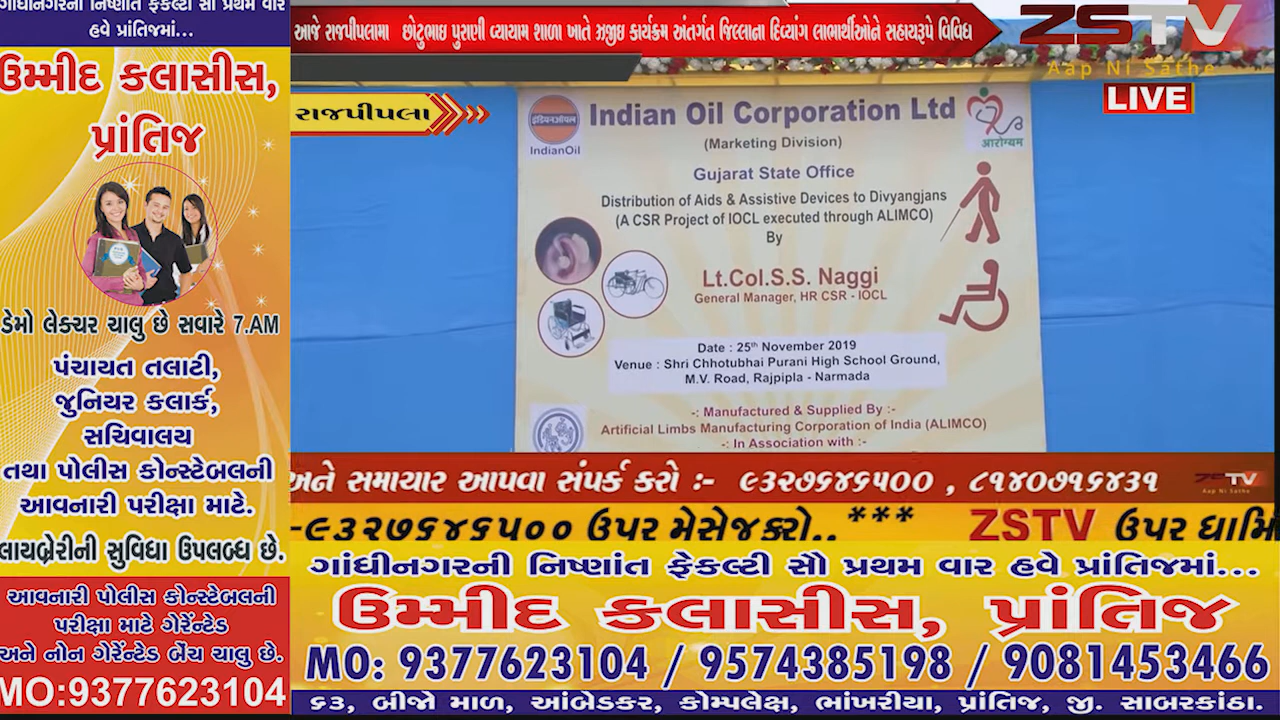 ગાંધીનગરની નિષ્ણાંત ફેકલ્ટી સૌ પ્રથમ વાર
હવે પ્રાંતિજમાં...
ઉમ્મીદ કલાસીસ,
પ્રાંતિજ
ડેમો લેક્ચર ચાલુ છે સવારે 7.AM
પંચાયત તલાટી,
જુનિયર કલાર્ક,
સચિવાલય
તથા પોલીસ કોન્સ્ટેબલની
આવનારી પરીક્ષા માટે.
લાયબ્રેરીની સુવિધા ઉપલબ્ધ છે.
આવનારી પોલીસ કોન્સ્ટેબલની
પરીક્ષા માટે ગેરેંન્ટેડ
અને નોન ગેરેંન્ટેડ બેંચ ચાલુ છે.
MO:9377623104
આજે રાજપીપલામા છોટુભાઇ પુરાણી વ્યાયામ શાળા ખાતે ઝજીઇ કાર્યક્રમ અંતર્ગત જિલ્લાના દિવ્યાંગ લાભાર્થીઓને સહાયરૂપે વિવિધ
ZSTV
Aap Ni Sathe
LIVE
રાજપીપલા
इंडियनऑयल
IndianOil
Indian Oil Corporation Ltd
(Marketing Division)
आरोग्यम
Gujarat State Office
Distribution of Aids & Assistive Devices to Divyangjans
(A CSR Project of IOCL executed through ALIMCO)
By
Lt.Col.S.S. Naggi
General Manager, HR CSR - IOCL
Date : 25th November 2019
Venue : Shri Chhotubhai Purani High School Ground,
M.V. Road, Rajpipla - Narmada
-: Manufactured & Supplied By :-
Artificial Limbs Manufacturing Corporation of India (ALIMCO)
-: In Association with :-
અને સમાચાર આપવા સંપર્ક કરો :- ૯૩૨૭૬૪૬૫૦૦ , ૮૧૪૦૭૧૬૪૩૧
ZSTV
Aap Ni Sathe
-૯૩૨૭૬૪૬૫૦૦ ઉપર મેસેજ કરો.. *** ZSTV ઉપર ધામિ
ગાંધીનગરની નિષ્ણાંત ફેકલ્ટી સૌ પ્રથમ વાર હવે પ્રાંતિજમાં...
ઉમ્મીદ કલાસીસ, પ્રાંતિજ
MO: 9377623104 / 9574385198 / 9081453466
૬૩, બીજો માળ, આંબેડકર, કોમ્પલેક્ષ, ભાંખરીયા, પ્રાંતિજ, જી. સાબરકાંઠા.